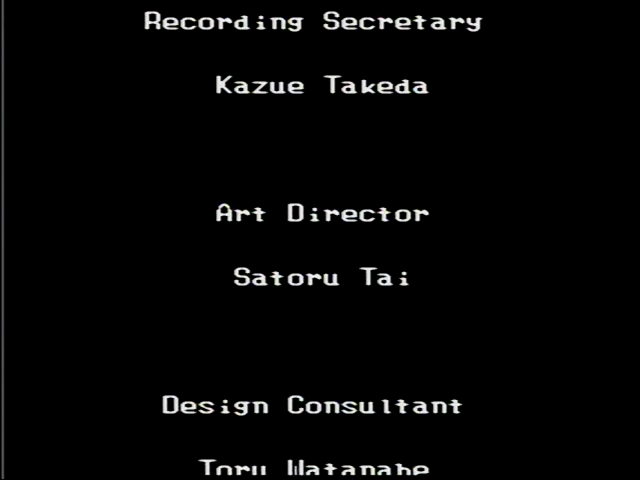 Recording Secretary
Kazue Takeda
Art Director
Satoru Tai
Design Consultant
Toru Watanabe